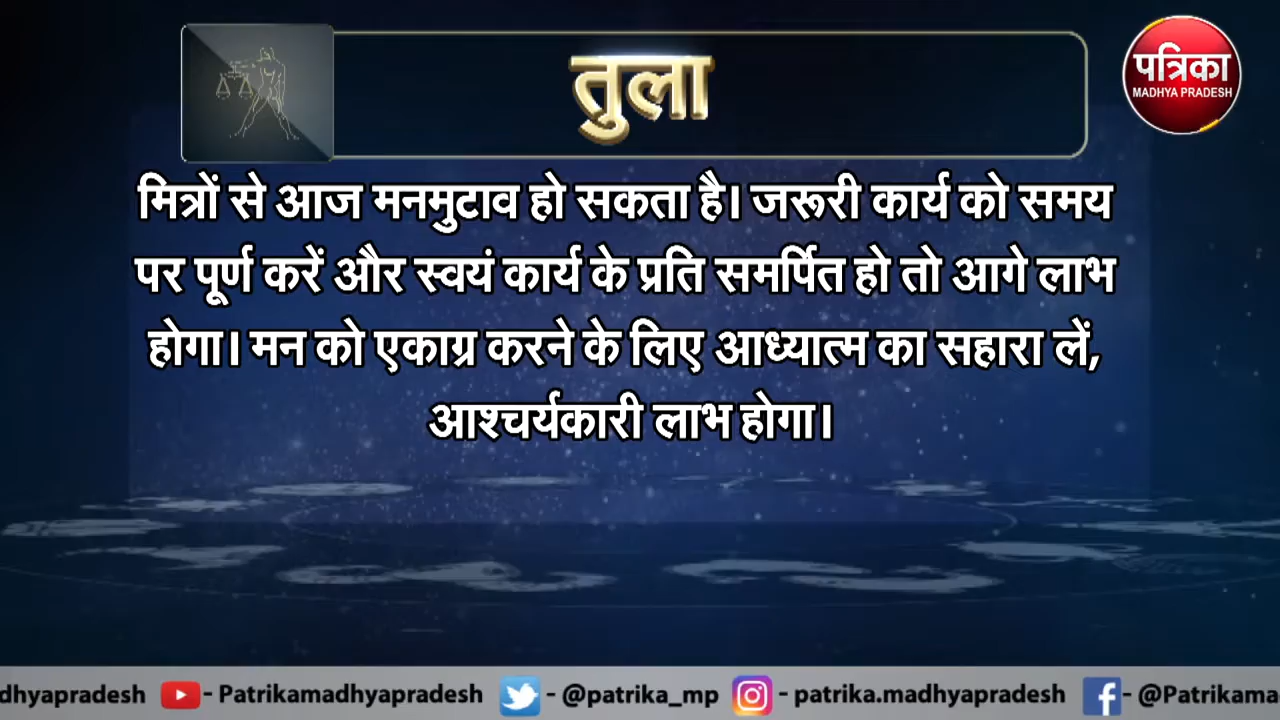 तुला
पत्रिका
MADHYA PRADESH
मित्रों से आज मनमुटाव हो सकता है। जरूरी कार्य को समय
पर पूर्ण करें और स्वयं कार्य के प्रति समर्पित हो तो आगे लाभ
होगा। मन को एकाग्र करने के लिए आध्यात्म का सहारा लें,
आश्चर्यकारी लाभ होगा।
dhyapradesh - Patrikamadhyapradesh - @patrika_mp - patrika.madhyapradesh - @Patrikama